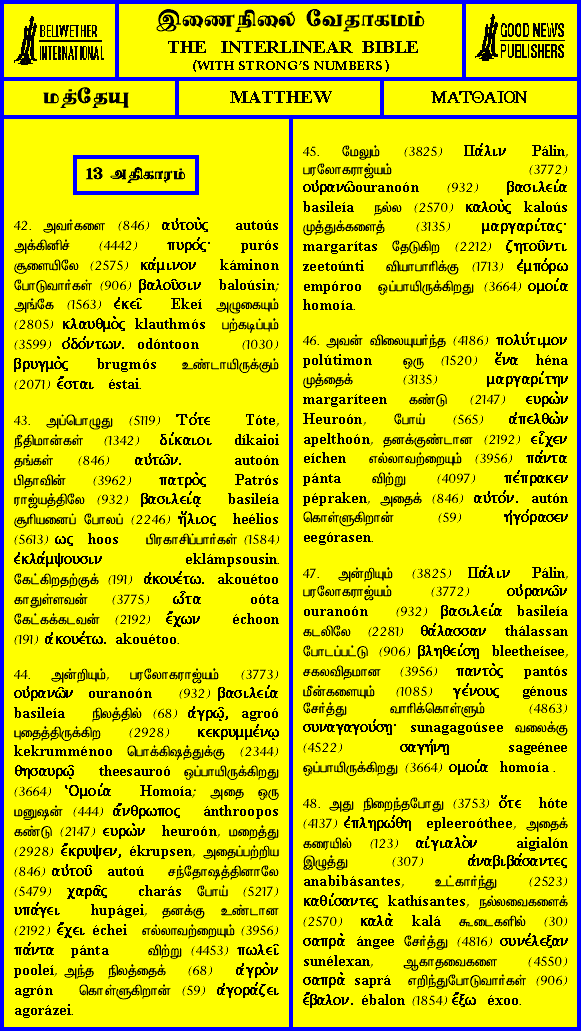 BELLWETHER
INTERNATIONAL
இணைநிலை வேதாகமம்
THE INTERLINEAR BIBLE
(WITH STRONG'S NUMBERS)
GOOD NEWS
PUBLISHERS
மத்தேயு
MATTHEW
ΜΑΤΘΑΙΟΝ
13 அதிகாரம்
42. அவர்களை (846) αὐτοὺς autoús
அக்கினிச் (4442) πυρός· purós
சூளையிலே (2575) κάμινον káminon
போடுவார்கள் (906) βαλοῦσιν baloúsin;
அங்கே (1563) ἐκεῖ Ekeí அழுகையும்
(2805) κλαυθμὸς klauthmós பற்கடிப்பும்
(3599) ὀδόντων. odóntoon (1030)
βρυγμὸς brugmós உண்டாயிருக்கும்
(2071) ἔσται éstai.
43. அப்பொழுது (5119) Τότε Tóte,
நீதிமான்கள் (1342) δίκαιοι díkaioi
தங்கள் (846) αὐτῶν. autoón
பிதாவின் (3962) πατρὸς Patrós
ராஜ்யத்திலே (932) βασιλείᾳ basileía
சூரியனைப் போலப் (2246) ἥλιος heélios
(5613) ως hoos பிரகாசிப்பார்கள் (1584)
ἐκλάμψουσιν eklámpsousin.
கேட்கிறதற்குக் (191) ἀκουέτω. akouétoo
காதுள்ளவன் (3775) ὦτα oóta
கேட்கக்கடவன் (2192) ἔχων échoon
(191) ἀκουέτω. akouétoo.
44. அன்றியும், பரலோகராஜ்யம் (3773)
οὐρανῶν ouranoón (932) βασιλεία
basileía நிலத்தில் (68) ἀγρῷ, agroó
புதைத்திருக்கிற (2928) κεκρυμμένῳ
kekrumménoo பொக்கிஷத்துக்கு (2344)
θησαυρῷ theesauroó ஒப்பாயிருக்கிறது
(3664) Ὁμοία Homoía; அதை ஒரு
மனுஷன் (444) ἄνθρωπος ánthroopos
கண்டு (2147) ευρὼν heuroón, மறைத்து
(2928) ἔκρυψεν, ékrupsen, அதைப்பற்றிய
(846) αὐτοῦ autoú சந்தோஷத்தினாலே
(5479) χαρᾶς charás போய் (5217)
υπάγει hupágei, தனக்கு உண்டான
(2192) ἔχει échei எல்லாவற்றையும் (3956)
πάντα pánta விற்று (4453) πωλεῖ
pooleí, அந்த நிலத்தைக் (68) ἀγρὸν
agrón கொள்ளுகிறான் (59) ἀγοράζει
agorázei.
45. மேலும் (3825) Πάλιν Pálin,
பரலோகராஜ்யம் (3772)
οὐρανῶouranoón (932) βασιλεία
basileía நல்ல (2570) καλοὺς kaloús
முத்துக்களைத் (3135) μαργαρίτας·
margarítas தேடுகிற (2212) ζητοῦντι
zeetoúnti வியாபாரிக்கு (1713) ἐμπόρῳ
empóroo ஒப்பாயிருக்கிறது (3664) ομοία
homoía.
46. அவன் விலையுயர்ந்த (4186) πολύτιμον
polútimon ஒரு (1520) ἕνα héna
முத்தைக் (3135) μαργαρίτην
margaríteen கண்டு (2147) ευρὼν
Heuroón, போய் (565) ἀπελθὼν
apelthoón, தனக்குண்டான (2192) εἶχεν
eíchen எல்லாவற்றையும் (3956) πάντα
pánta விற்று (4097) πέπρακεν
pépraken, அதைக் (846) αὐτόν. autón
கொள்ளுகிறான் (59) ἠγόρασεν
eegórasen.
47. அன்றியும் (3825) Πάλιν Pálin,
பரலோகராஜ்யம் (3772) οὐρανῶν
ouranoón (932) βασιλεία basileía
கடலிலே (2281) θάλασσαν thálassan
போடப்பட்டு (906) βληθείσῃ bleetheísee,
சகலவிதமான (3956) παντὸς pantós
மீன்களையும் (1085) γένους génous
சேர்த்து வாரிக்கொள்ளும் (4863)
συναγαγούσῃ· sunagagoúsee வலைக்கு
(4522) σαγήνῃ sageénee
ஒப்பாயிருக்கிறது (3664) ομοία homoía .
48. அது நிறைந்தபோது (3753) ὅτε hóte
(4137) ἐπληρώθη epleeroóthee, அதைக்
கரையில் (123) αἰγιαλὸν aigialón
இழுத்து (307) ἀναβιβάσαντες
anabibásantes, உட்கார்ந்து (2523)
καθίσαντες kathísantes, நல்லவைகளைக்
(2570) καλὰ kalá கூடைகளில் (30)
σαπρὰ ángee சேர்த்து (4816) συνέλεξαν
sunélexan, ஆகாதவைகளை (4550)
σαπρὰ saprá எறிந்துபோடுவார்கள் (906)
ἔβαλον. ébalon (1854) ἔξω éxoo.